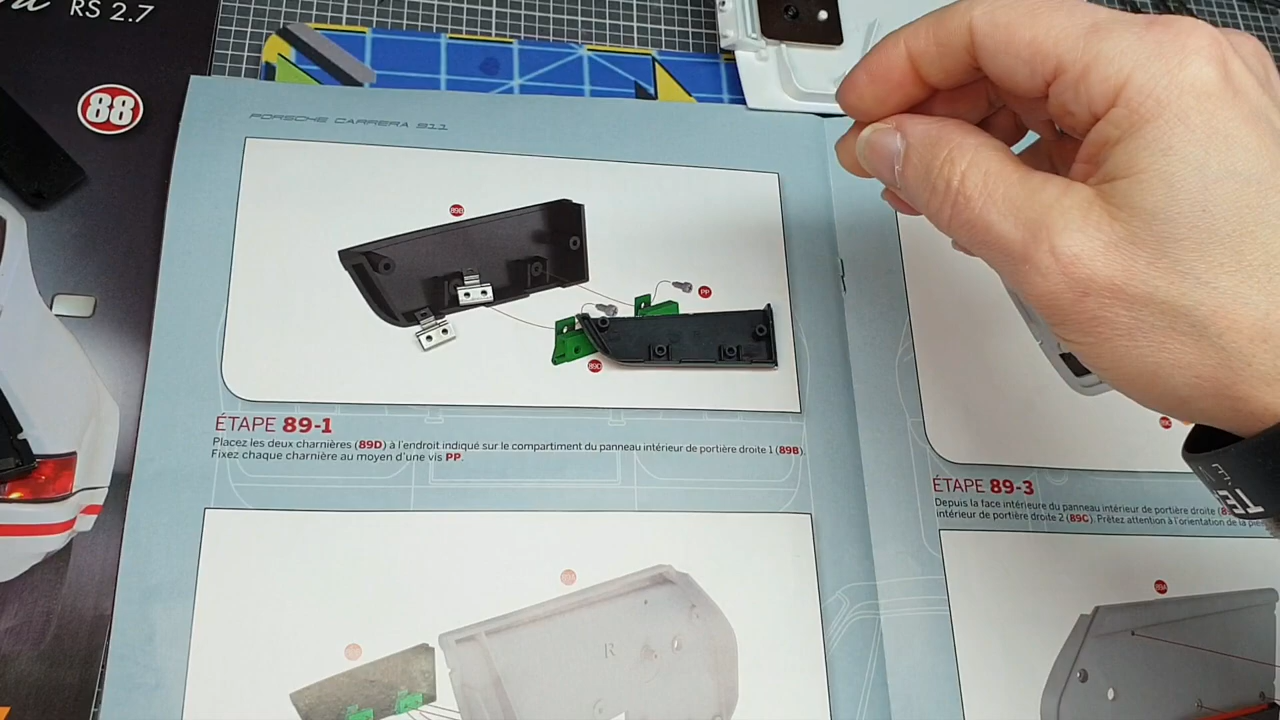 RS 2.7
88
PORSCHE CARRERA 911
89B
PP
89D
ÉTAPE 89-1
Placez les deux charnières (89D) à l'endroit indiqué sur le compartiment du panneau intérieur de portière droite 1 (89B).
Fixez chaque charnière au moyen d'une vis PP.
R
ÉTAPE 89-3
Depuis la face intérieure du panneau intérieur de portière droite
intérieur de portière droite 2 (89C). Prêtez attention à l'orientation de la